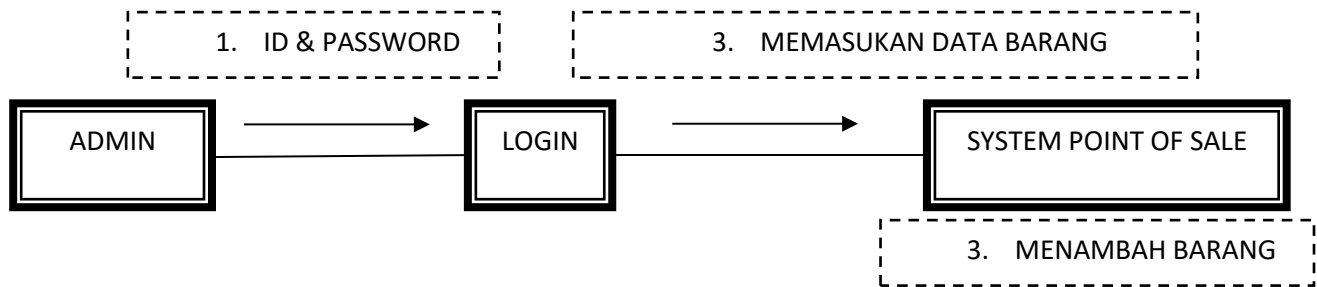 1. ID & PASSWORD
3. MEMASUKAN DATA BARANG
ADMIN
LOGIN
SYSTEM POINT OF SALE
3. MENAMBAH BARANG